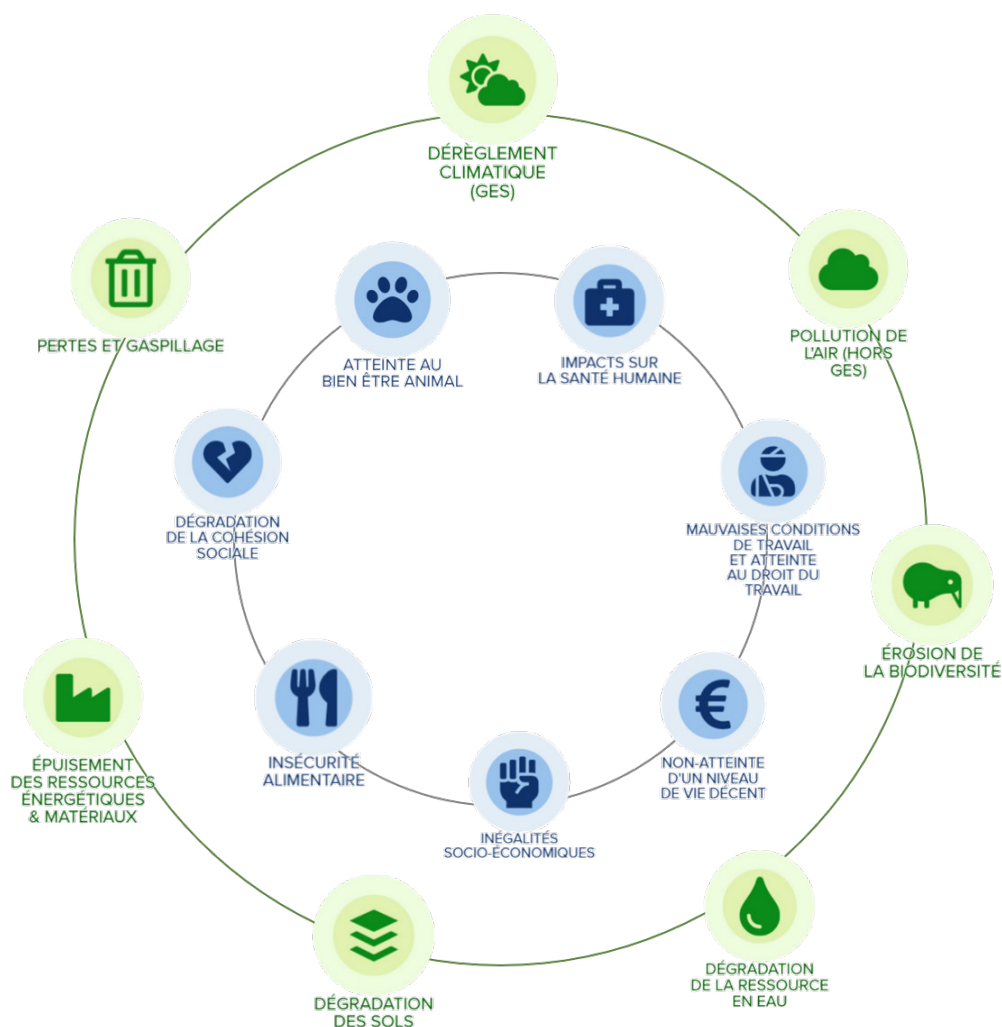 DÉRÈGLEMENT
CLIMATIQUE
(GES)
PERTES ET GASPILLAGE
POLLUTION DE
L'AIR (HORS
GES)
ATTEINTE AU
BIEN ÊTRE ANIMAL
IMPACTS SUR
LA SANTÉ HUMAINE
DÉGRADATION
DE LA COHÉSION
SOCIALE
MAUVAISES CONDITIONS
DE TRAVAIL
ET ATTEINTE
AU DROIT DU
TRAVAIL
ÉROSION DE
LA BIODIVERSITÉ
INSÉCURITÉ
ALIMENTAIRE
NON-ATTEINTE
D'UN NIVEAU
DE VIE DÉCENT
ÉPUISEMENT
DES RESSOURCES
ÉNERGÉTIQUES
& MATÉRIAUX
INÉGALITÉS
SOCIO-ÉCONOMIQUES
DÉGRADATION
DE LA RESSOURCE
EN EAU
DÉGRADATION
DES SOLS